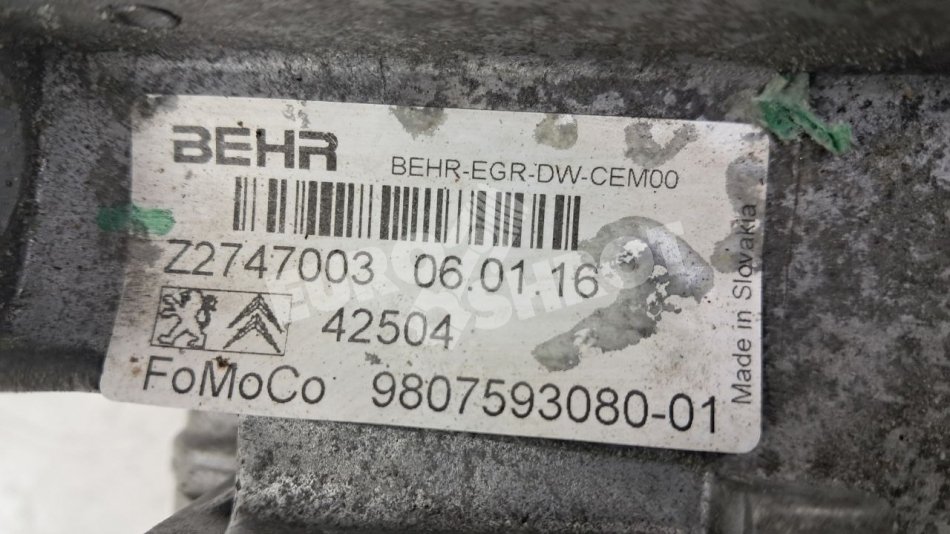 BEHR
BEHR-EGR-DW-CEM00
Z2747003 06.01.16
42504
FoMoCo 9807593080-01
Made in Slovakia